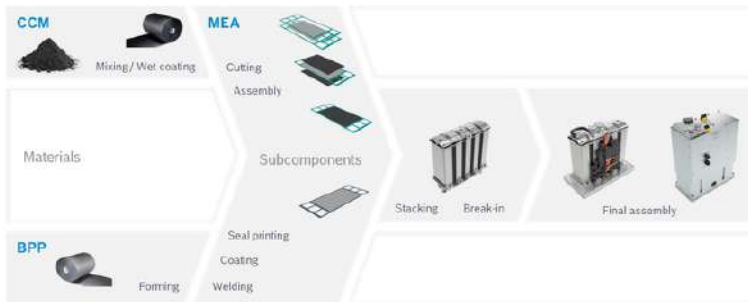 CCM
Mixing/Wet coating
MEA
Cutting
Assembly
Materials
Subcomponents
Stacking
Break-in
Final assembly
BPP
Forming
Seal printing
Coating
Welding